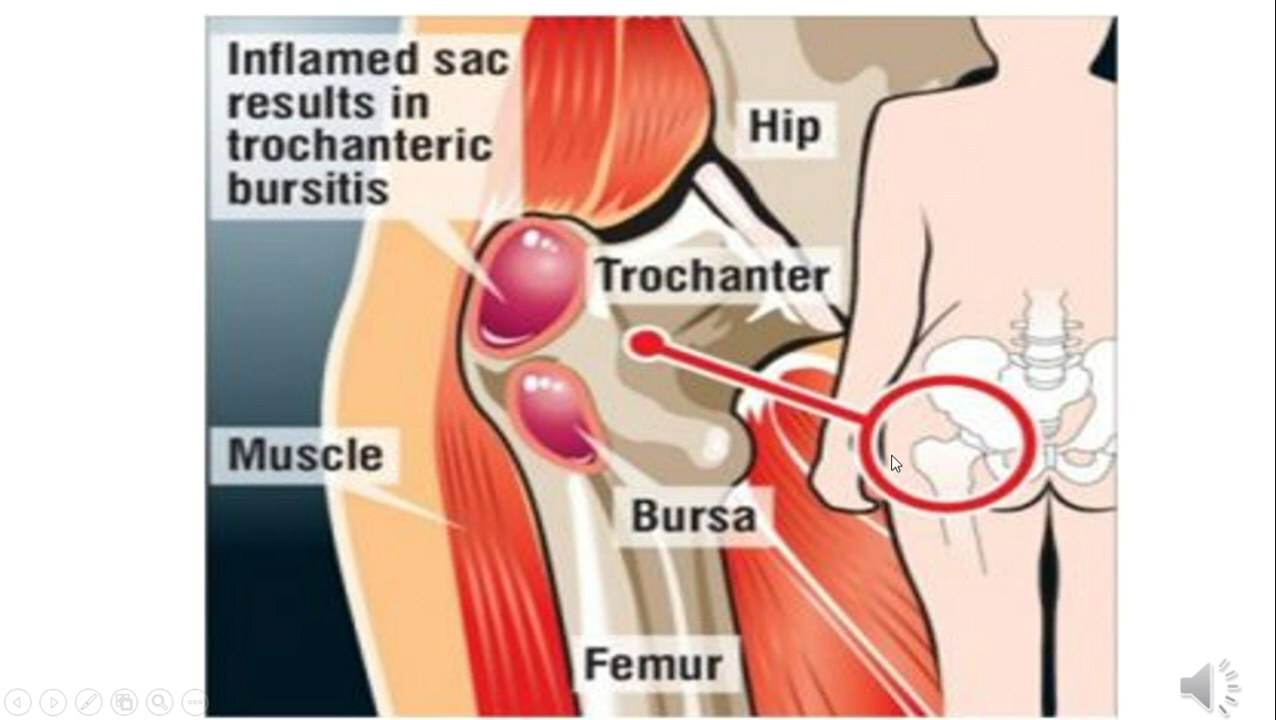 Inflamed sac
results in
trochanteric
bursitis
Hip
Trochanter
Muscle
Bursa
Femur